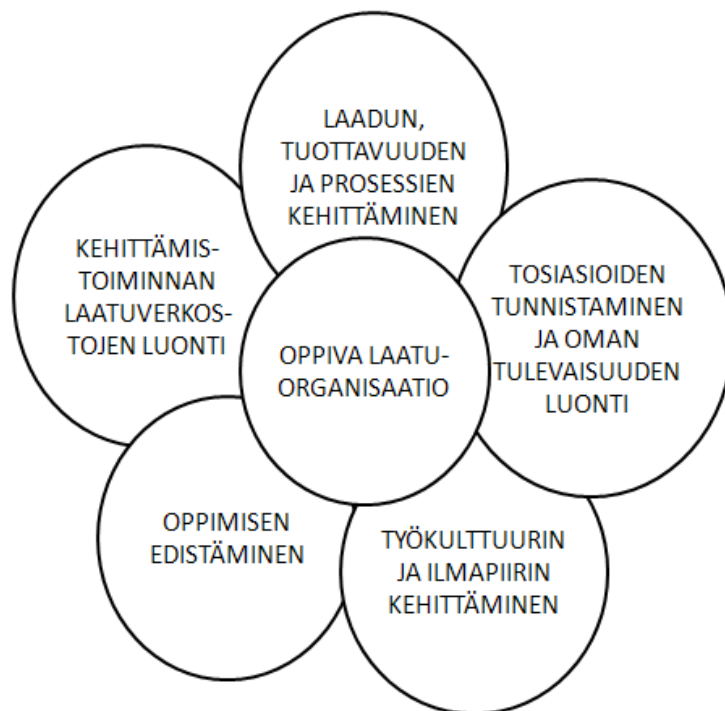 LAADUN,
TUOTTAVUUDEN
JA PROSESSIEN
KEHITTÄMINEN
KEHITTÄMIS-
TOIMINNAN
LAATUVERKOS-
TOJEN LUONTI
TOSIASIOIDEN
TUNNISTAMINEN
JA OMAN
TULEVAISUUDEN
LUONTI
OPPIVA LAATU-
ORGANISAATIO
OPPIMISEN
EDISTÄMINEN
TYÖKULTTUURIN
JA ILMAPIIRIN
KEHITTÄMINEN